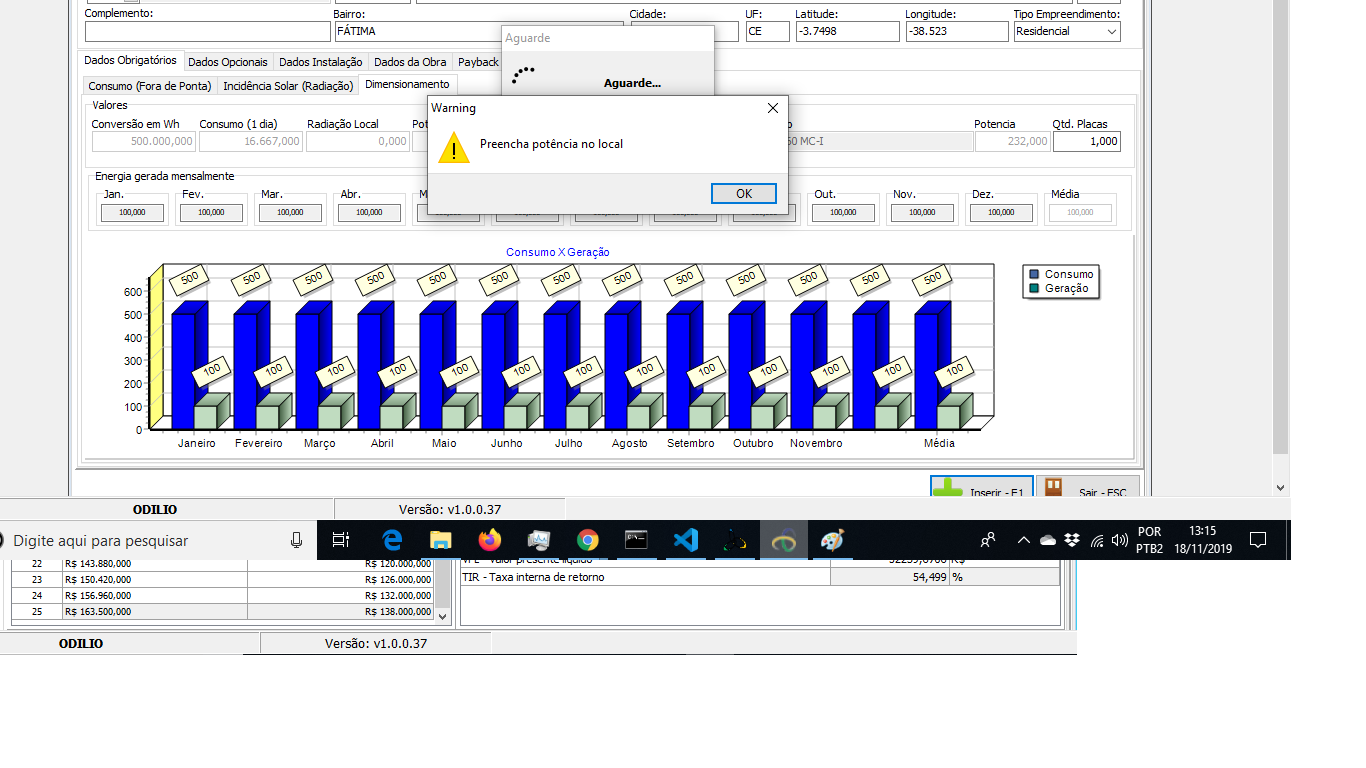 Complemento: Bairro: Cidade: UF: Latitude: Longitude: Tipo Empreendimento:
FÁTIMA CE -3.7498 -38.523 Residencial
Aguarde
Aguarde...
Dados Obrigatórios Dados Opcionais Dados Instalação Dados da Obra Payback
Consumo (Fora de Ponta) Incidência Solar (Radiação) Dimensionamento
Warning
Preencha potência no local
OK
Valores
Conversão em Wh Consumo (1 dia) Radiação Local Pot Potencia Qtd. Placas
500.000,000 16.667,000 0,000 MC-I 232,000 1,000
Energia gerada mensalmente
Jan. Fev. Mar. Abr. M Out. Nov. Dez. Média
100,000 100,000 100,000 100,000 100,000 100,000 100,000 100,000
Consumo X Geração
Consumo
Geração
500 500 500 500 500 500 500 500 500 500 500 500 500
100 100 100 100 100 100 100 100 100 100 100 100 100
600
500
400
300
200
100
0
Janeiro Fevereiro Março Abril Maio Junho Julho Agosto Setembro Outubro Novembro Média
Inserir - F1 Sair - ESC
ODILIO Versão: v1.0.0.37
Digite aqui para pesquisar
POR
PTB2
13:15
18/11/2019
22 R$ 143.880,000 R$ 120.000,000
23 R$ 150.420,000 R$ 126.000,000
24 R$ 156.960,000 R$ 132.000,000
25 R$ 163.500,000 R$ 138.000,000
TIR - Taxa interna de retorno 54,499 %
ODILIO Versão: v1.0.0.37